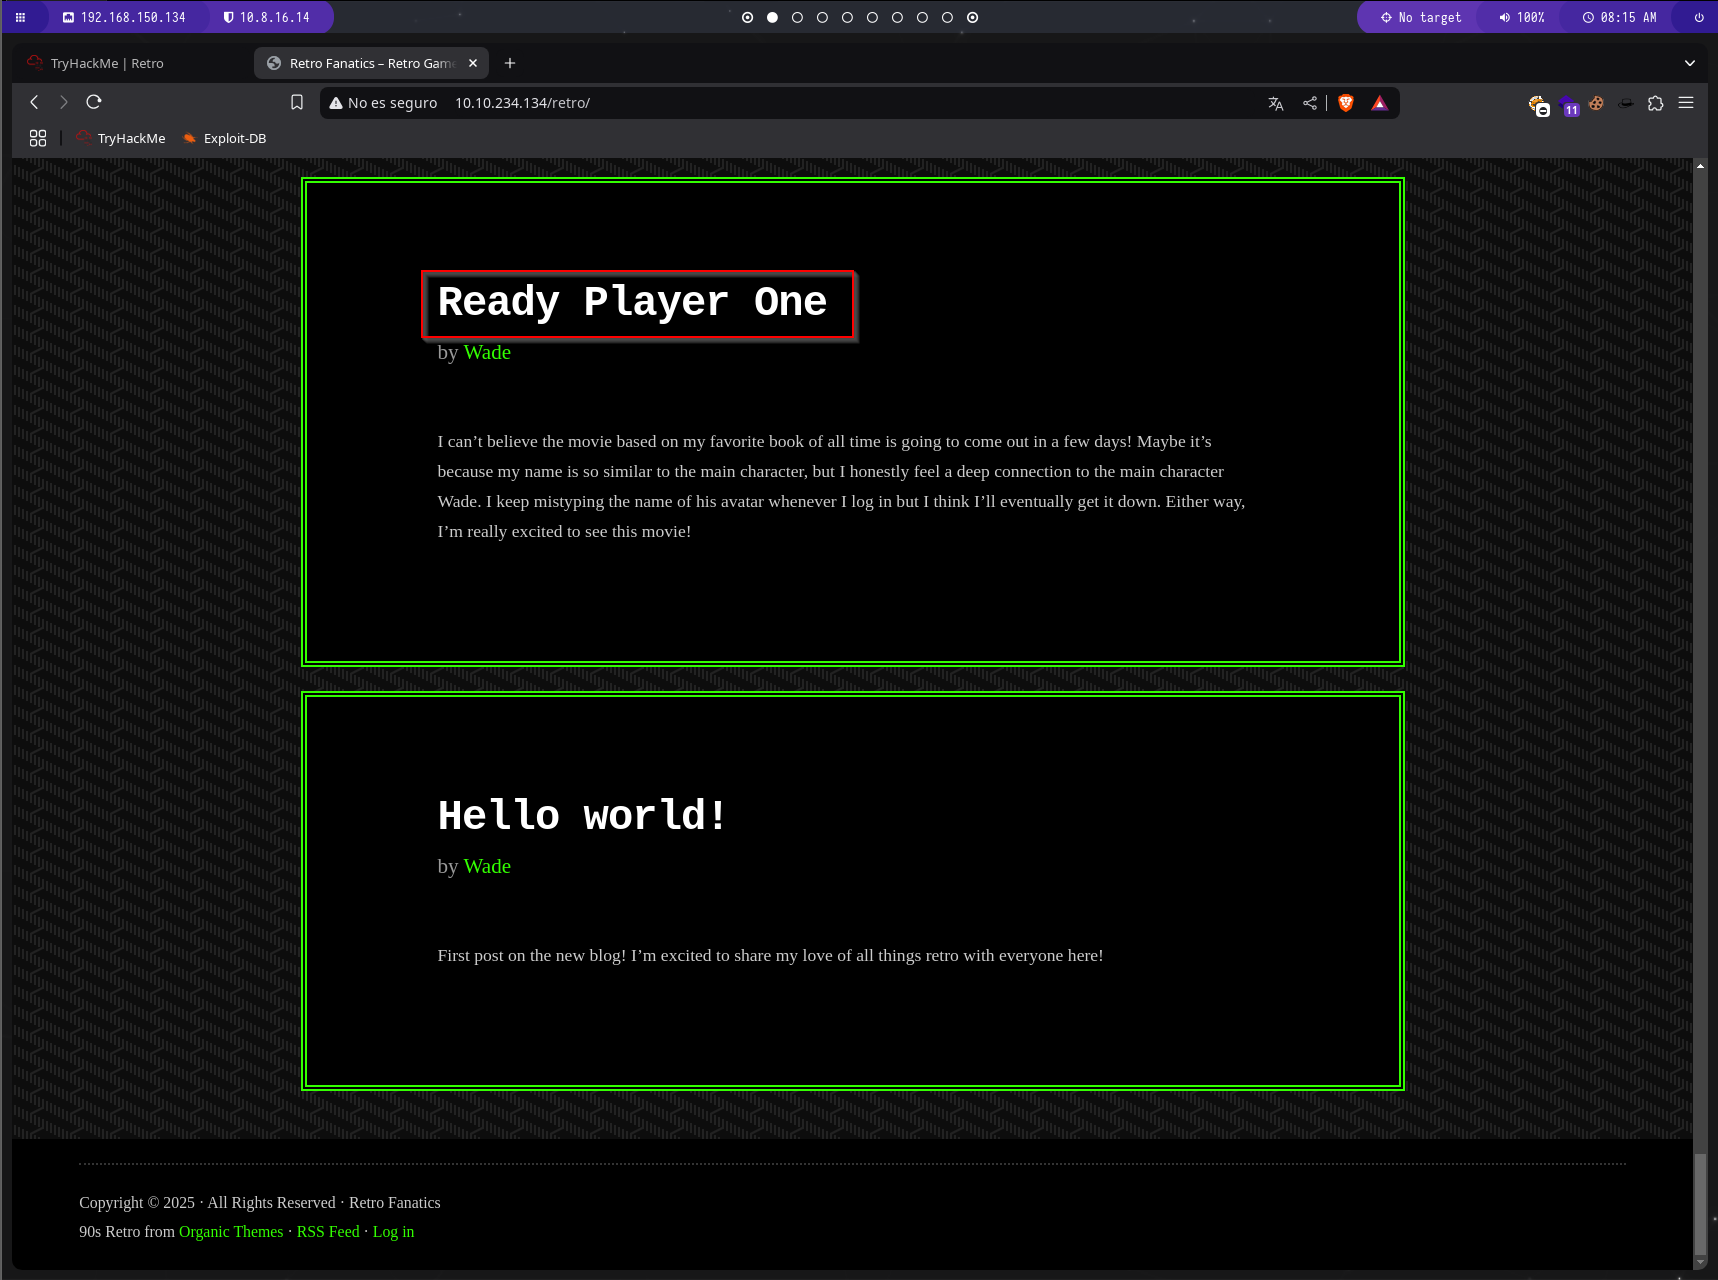 192.168.150.134
10.8.16.14
No target
100%
08:15 AM
TryHackMe | Retro
Retro Fanatics – Retro Game
No es seguro
10.10.234.134/retro/
11
TryHackMe
Exploit-DB
Ready Player One
by Wade
I can’t believe the movie based on my favorite book of all time is going to come out in a few days! Maybe it’s
because my name is so similar to the main character, but I honestly feel a deep connection to the main character
Wade. I keep mistyping the name of his avatar whenever I log in but I think I’ll eventually get it down. Either way,
I’m really excited to see this movie!
Hello world!
by Wade
First post on the new blog! I’m excited to share my love of all things retro with everyone here!
Copyright © 2025 · All Rights Reserved · Retro Fanatics
90s Retro from Organic Themes · RSS Feed · Log in